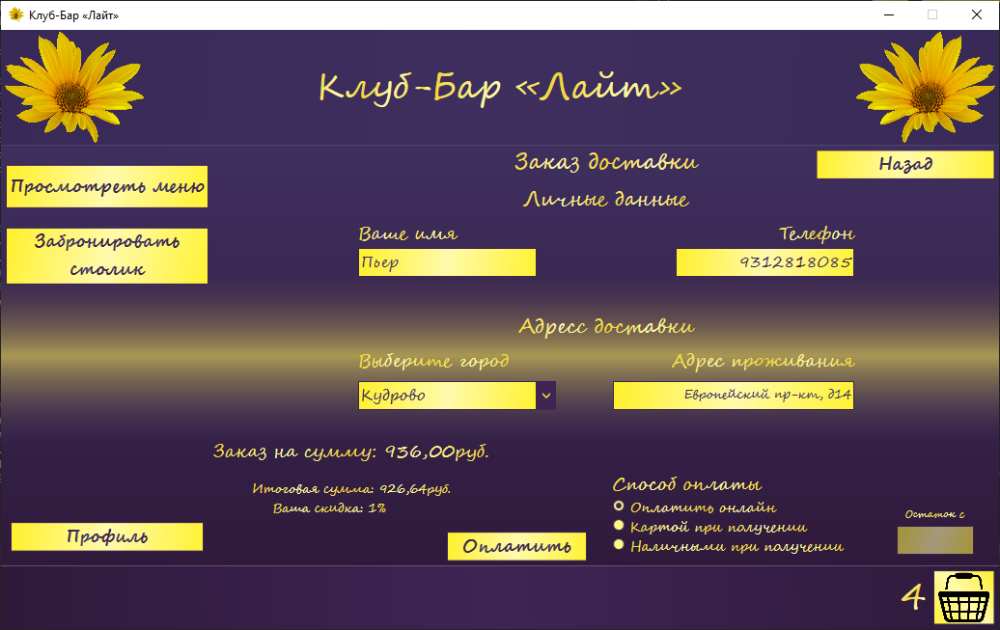 Клуб-Бар «Лайт»
Клуб-Бар «Лайт»
Заказ доставки
Назад
Просмотреть меню
Личные данные
Забронировать
столик
Ваше имя
Телефон
Пьер
9312818085
Адресс доставки
Выберите город
Адрес проживания
Кудрово
Европейский пр-кт, д14
Заказ на сумму: 936,00руб.
Итоговая сумма: 926,64руб.
Ваша скидка: 1%
Способ оплаты
Оплатить онлайн
Картой при получении
Наличными при получении
Остаток с
Профиль
Оплатить
4